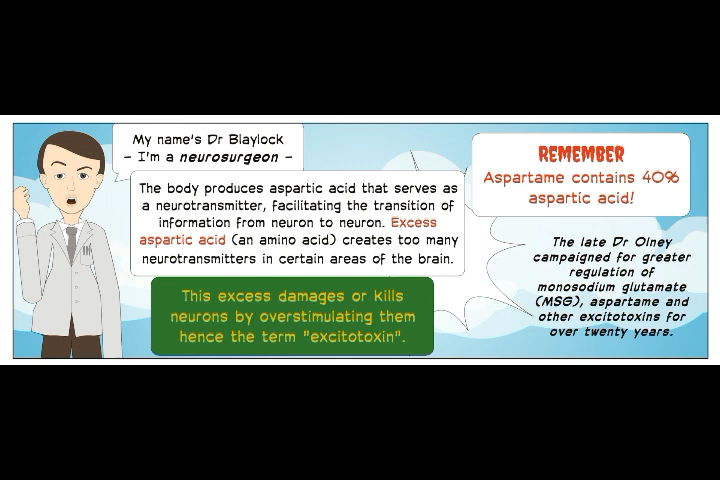 My name's Dr Blaylock
- I'm a neurosurgeon -
The body produces aspartic acid that serves as
a neurotransmitter, facilitating the transition of
information from neuron to neuron. Excess
aspartic acid (an amino acid) creates too many
neurotransmitters in certain areas of the brain.
This excess damages or kills
neurons by overstimulating them
hence the term "excitotoxin".
REMEMBER
Aspartame contains 40%
aspartic acid!
The late Dr Olney
campaigned for greater
regulation of
monosodium glutamate
(MSG), aspartame and
other excitotoxins for
over twenty years.